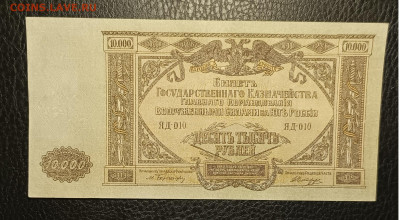 COINS.LAVE.RU
10.000
10.000
БИЛЕТЪ
ГОСУДАРСТВЕННАГО КАЗНАЧЕЙСТВА
ГЛАВНАГО КОМАНДОВАНІЯ
ВООРУЖЕННЫМИ СИЛАМИ НА ЮГѢ РОССІИ
ЯД-010
ЯД-010
ДЕСЯТЬ ТЫСЯЧЪ
РУБЛЕЙ
10.000